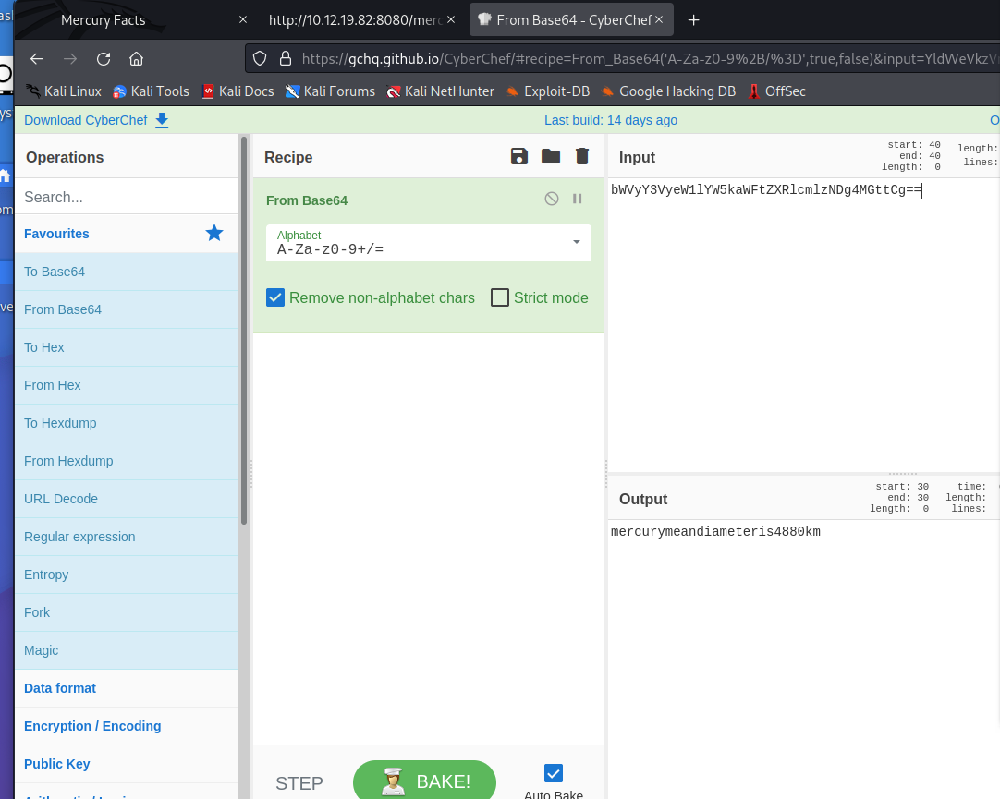 Mercury Facts
http://10.12.19.82:8080/merc
From Base64 - CyberChef
https://gchq.github.io/CyberChef/#recipe=From_Base64('A-Za-z0-9%2B/%3D',true,false)&input=YldWeVkzV
Kali Linux Kali Tools Kali Docs Kali Forums Kali NetHunter Exploit-DB Google Hacking DB OffSec
Download CyberChef Last build: 14 days ago O
Operations
Search...
Favourites
To Base64
From Base64
To Hex
From Hex
To Hexdump
From Hexdump
URL Decode
Regular expression
Entropy
Fork
Magic
Data format
Encryption / Encoding
Public Key
Recipe
From Base64
Alphabet
A-Za-z0-9+/=
Remove non-alphabet chars Strict mode
STEP BAKE!
Auto Bake
Input
start: 40
end: 40
length: 0
length:
lines:
bWVyY3VyeW1lYW5kaWFtZXRlcmlzNDg4MGttCg==
Output
start: 30
end: 30
length: 0
time:
length:
lines:
mercurymeandiameteris4880km